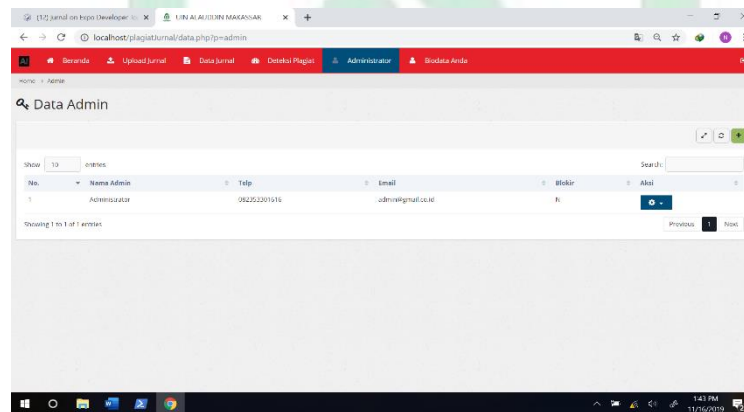 (12) Jurnal on Expo Developer To
UIN ALAUDDIN MAKASSAR
localhost/plagiatJurnal/data.php?p=admin
Beranda Upload Jurnal Data Jurnal Deteksi Plagiat Administrator Biodata Anda
Home > Admin
Data Admin
Show 10 entries
Search:
No. Nama Admin Telp Email Blokir Aksi
1 Administrator 082353301616 admin@gmail.co.id N
Showing 1 to 1 of 1 entries
Previous 1 Next
1:43 PM
11/16/2019